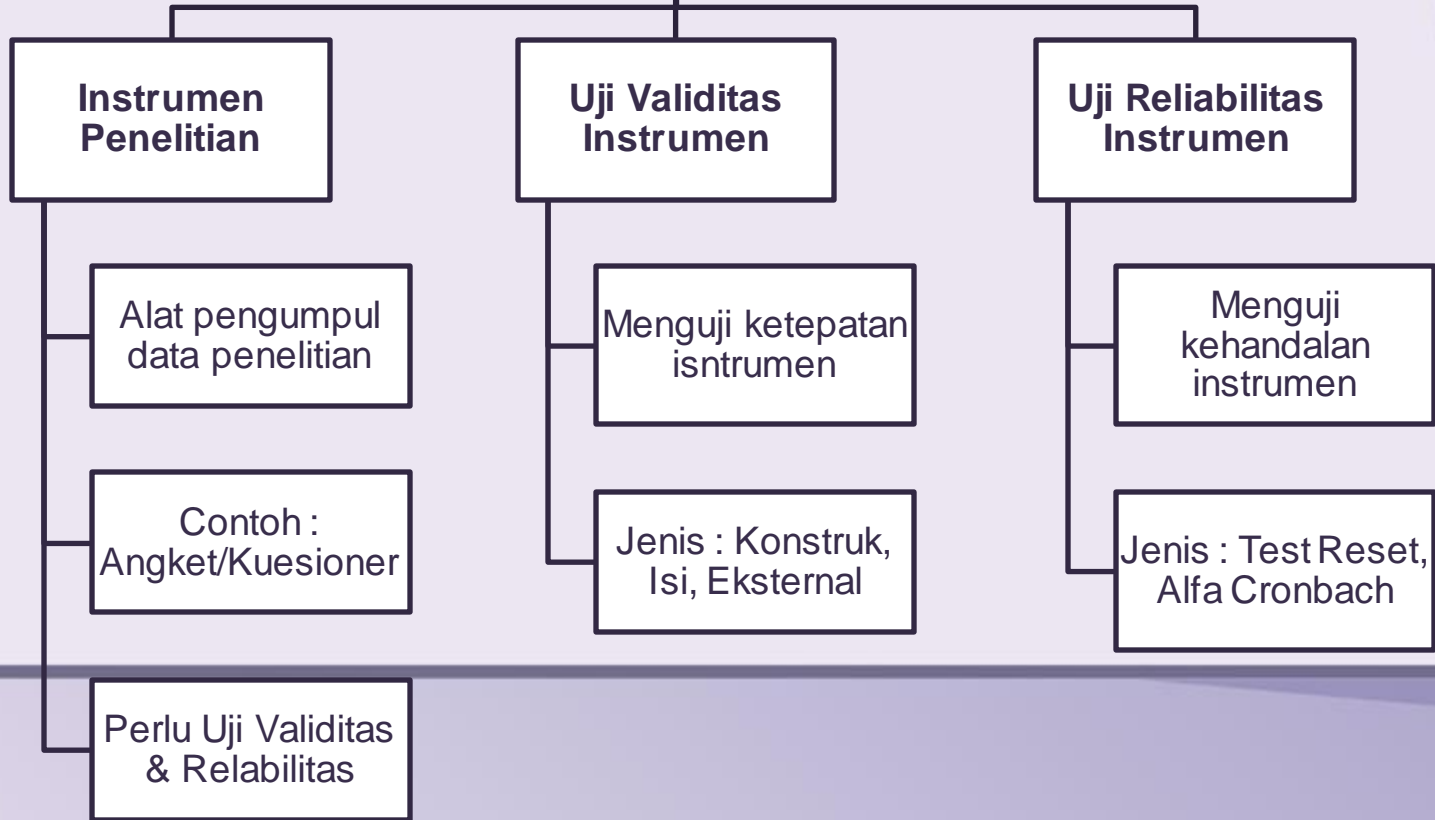 Instrumen
Penelitian
Alat pengumpul
data penelitian
Contoh :
Angket/Kuesioner
Perlu Uji Validitas
& Relabilitas
Uji Validitas
Instrumen
Menguji ketepatan
isntrumen
Jenis : Konstruk,
Isi, Eksternal
Uji Reliabilitas
Instrumen
Menguji
kehandalan
instrumen
Jenis : Test Reset,
Alfa Cronbach